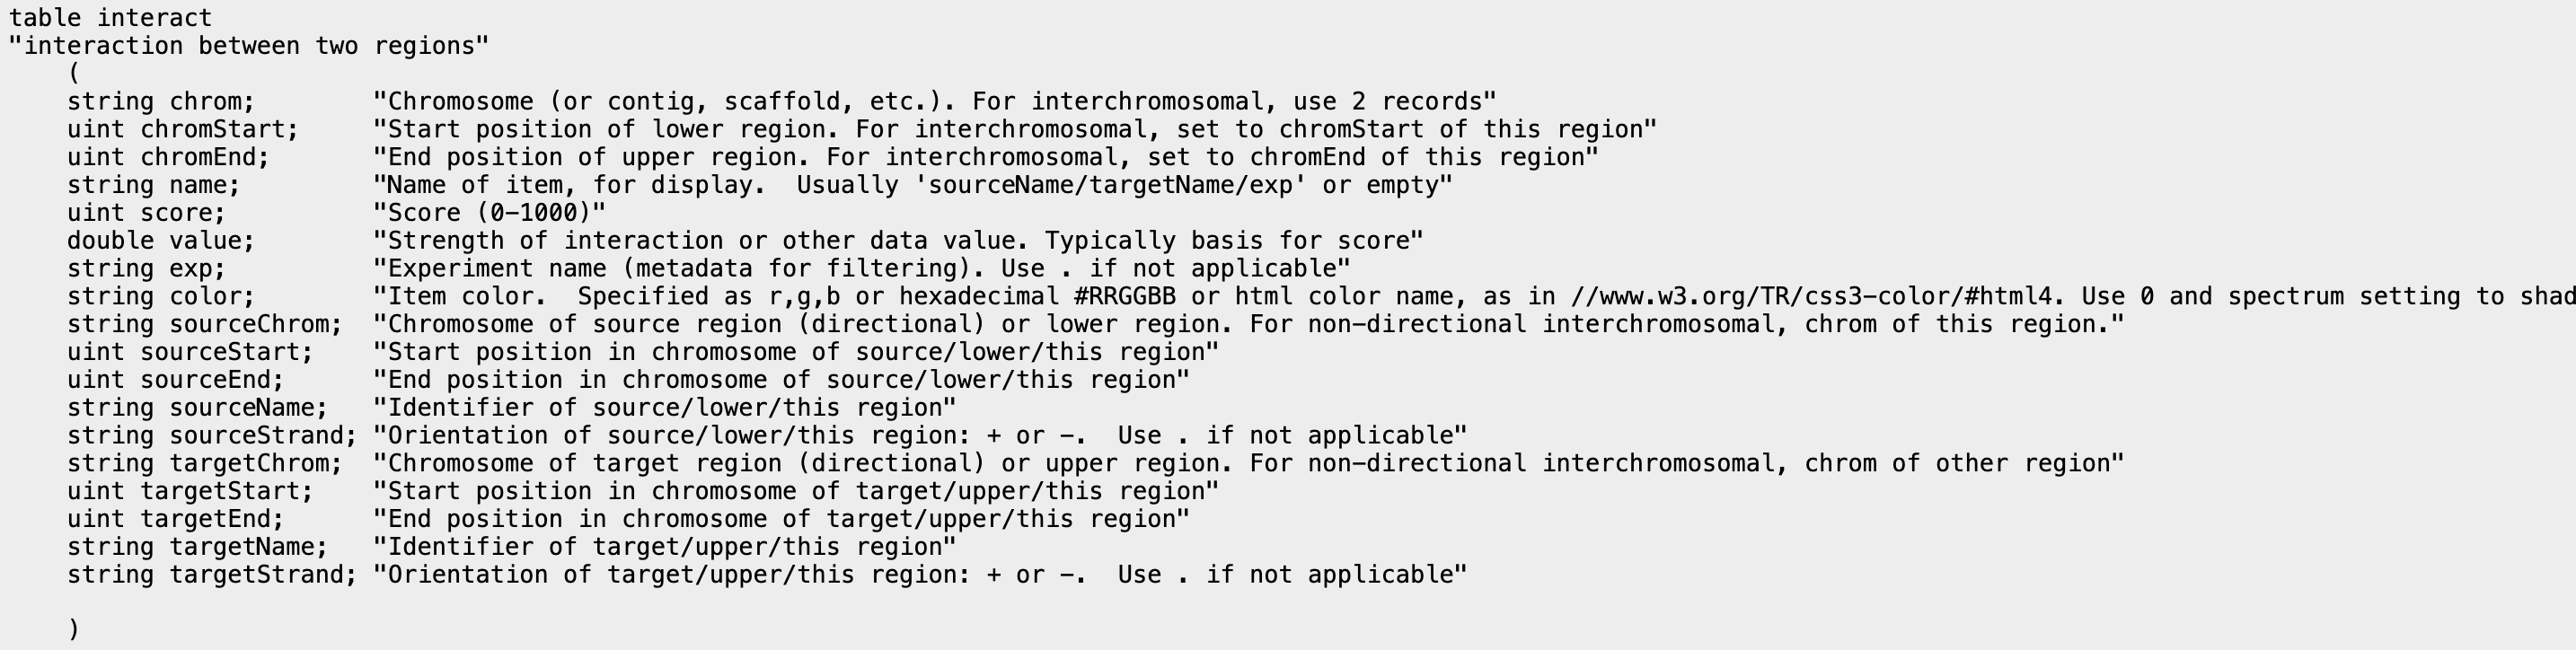 table interact
"interaction between two regions"
    (
    string chrom;        "Chromosome (or contig, scaffold, etc.). For interchromosomal, use 2 records"
    uint chromStart;     "Start position of lower region. For interchromosomal, set to chromStart of this region"
    uint chromEnd;       "End position of upper region. For interchromosomal, set to chromEnd of this region"
    string name;         "Name of item, for display.  Usually 'sourceName/targetName/exp' or empty"
    uint score;          "Score (0-1000)"
    double value;        "Strength of interaction or other data value. Typically basis for score"
    string exp;          "Experiment name (metadata for filtering). Use . if not applicable"
    string color;        "Item color.  Specified as r,g,b or hexadecimal #RRGGBB or html color name, as in //www.w3.org/TR/css3-color/#html4. Use 0 and spectrum setting to shad
    string sourceChrom;  "Chromosome of source region (directional) or lower region. For non-directional interchromosomal, chrom of this region."
    uint sourceStart;    "Start position in chromosome of source/lower/this region"
    uint sourceEnd;      "End position in chromosome of source/lower/this region"
    string sourceName;   "Identifier of source/lower/this region"
    string sourceStrand; "Orientation of source/lower/this region: + or -.  Use . if not applicable"
    string targetChrom;  "Chromosome of target region (directional) or upper region. For non-directional interchromosomal, chrom of other region"
    uint targetStart;    "Start position in chromosome of target/upper/this region"
    uint targetEnd;      "End position in chromosome of target/upper/this region"
    string targetName;   "Identifier of target/upper/this region"
    string targetStrand; "Orientation of target/upper/this region: + or -.  Use . if not applicable"
    )